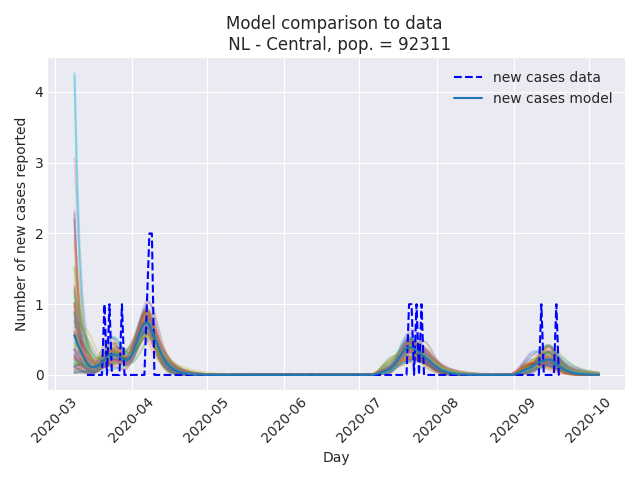 Model comparison to data
NL - Central, pop. = 92311
new cases data
new cases model
Number of new cases reported
4
3
2
1
0
2020-03
2020-04
2020-05
2020-06
2020-07
2020-08
2020-09
2020-10
Day